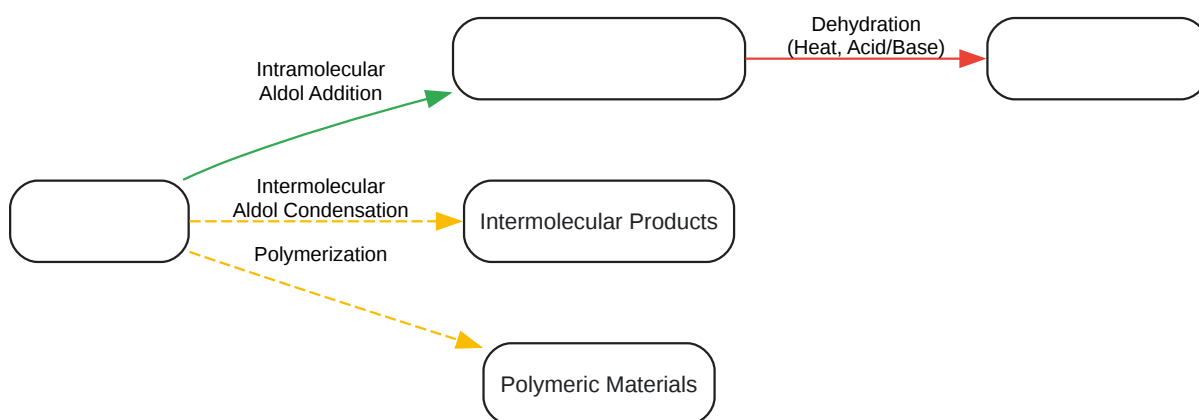 Dehydration
(Heat, Acid/Base)
Intramolecular
Aldol Addition
Intermolecular
Aldol Condensation
Intermolecular Products
Polymerization
Polymeric Materials